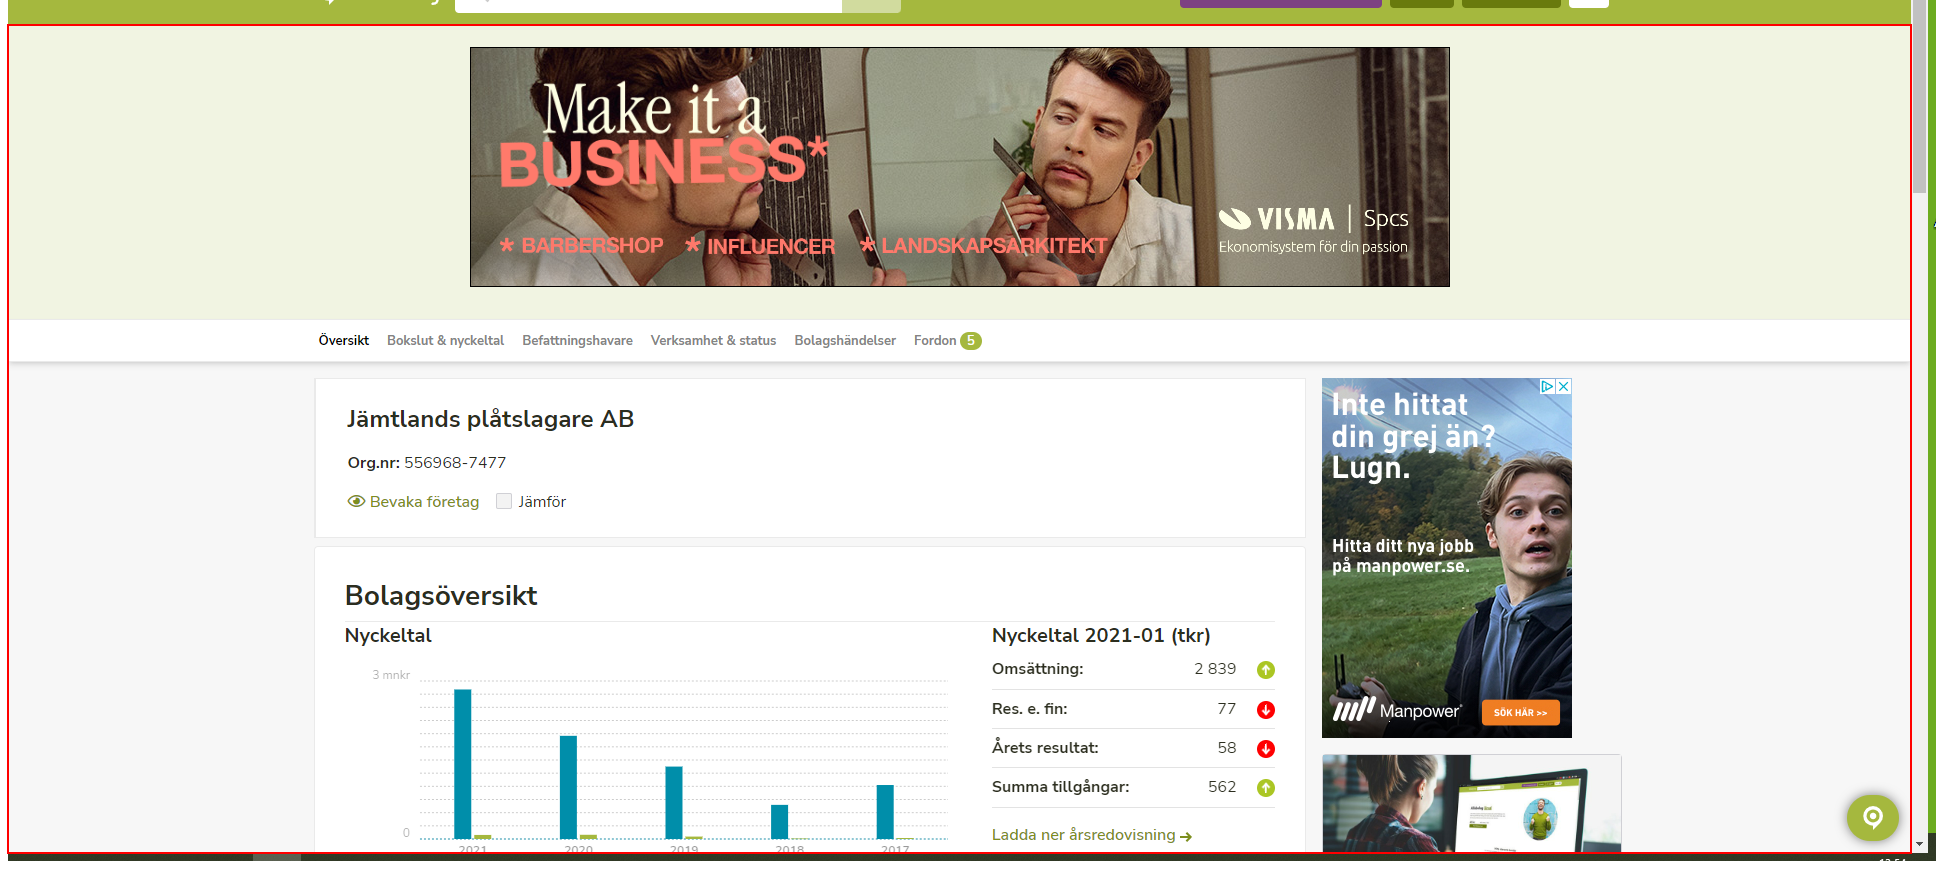 Make it a
BUSINESS*
* BARBERSHOP * INFLUENCER * LANDSKAPSARKITEKT
VISMA | Spcs
Ekonomisystem för din passion
Översikt Bokslut & nyckeltal Befattningshavare Verksamhet & status Bolagshändelser Fordon 5
Jämtlands plåtslagare AB
Org.nr: 556968-7477
Bevaka företag Jämför
Inte hittat
din grej än?
Lugn.
Hitta ditt nya jobb
på manpower.se.
Manpower
SÖK HÄR >>
Bolagsöversikt
Nyckeltal
3 mnkr
0
2021 2020 2019 2018 2017
Nyckeltal 2021-01 (tkr)
Omsättning: 2 839
Res. e. fin: 77
Årets resultat: 58
Summa tillgångar: 562
Ladda ner årsredovisning →